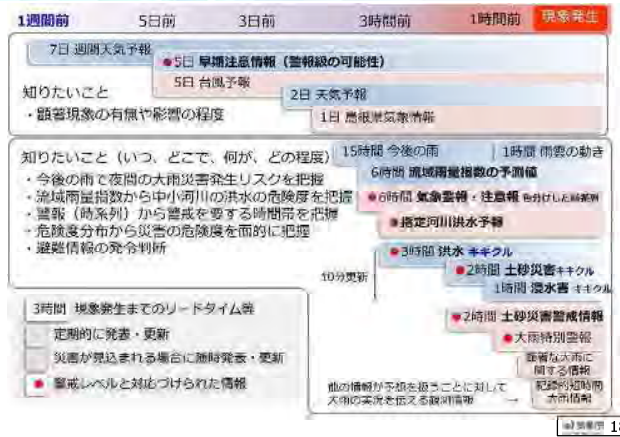 1週間前 5日前 3日前 3時間前 1時間前 現象発生
7日 週間天気予報
●5日 早期注意情報（警報級の可能性）
5日 台風予報
2日 天気予報
1日 島根県気象情報
知りたいこと
・顕著現象の有無や影響の程度
知りたいこと（いつ、どこで、何が、どの程度）
・今後の雨で夜間の大雨災害発生リスクを把握
・流域雨量指数から中小河川の洪水の危険度を把握
・警報（時系列）から警戒を要する時間帯を把握
・危険度分布から災害の危険度を面的に把握
・避難情報の発令判断
15時間 今後の雨
1時間 雨雲の動き
6時間 流域雨量指数の予測値
●6時間 気象警報・注意報 色分けした時系列
●指定河川洪水予報
10分更新
●3時間 洪水 キキクル
●2時間 土砂災害キキクル
1時間 浸水害 キキクル
●2時間 土砂災害警戒情報
●大雨特別警報
顕著な大雨に
関する情報
記録的短時間
大雨情報
他の情報が予想を扱うことに対して
大雨の実況を伝える観測情報 →
3時間 現象発生までのリードタイム等
定期的に発表・更新
災害が見込まれる場合に随時発表・更新
● 警戒レベルと対応づけられた情報
気象庁